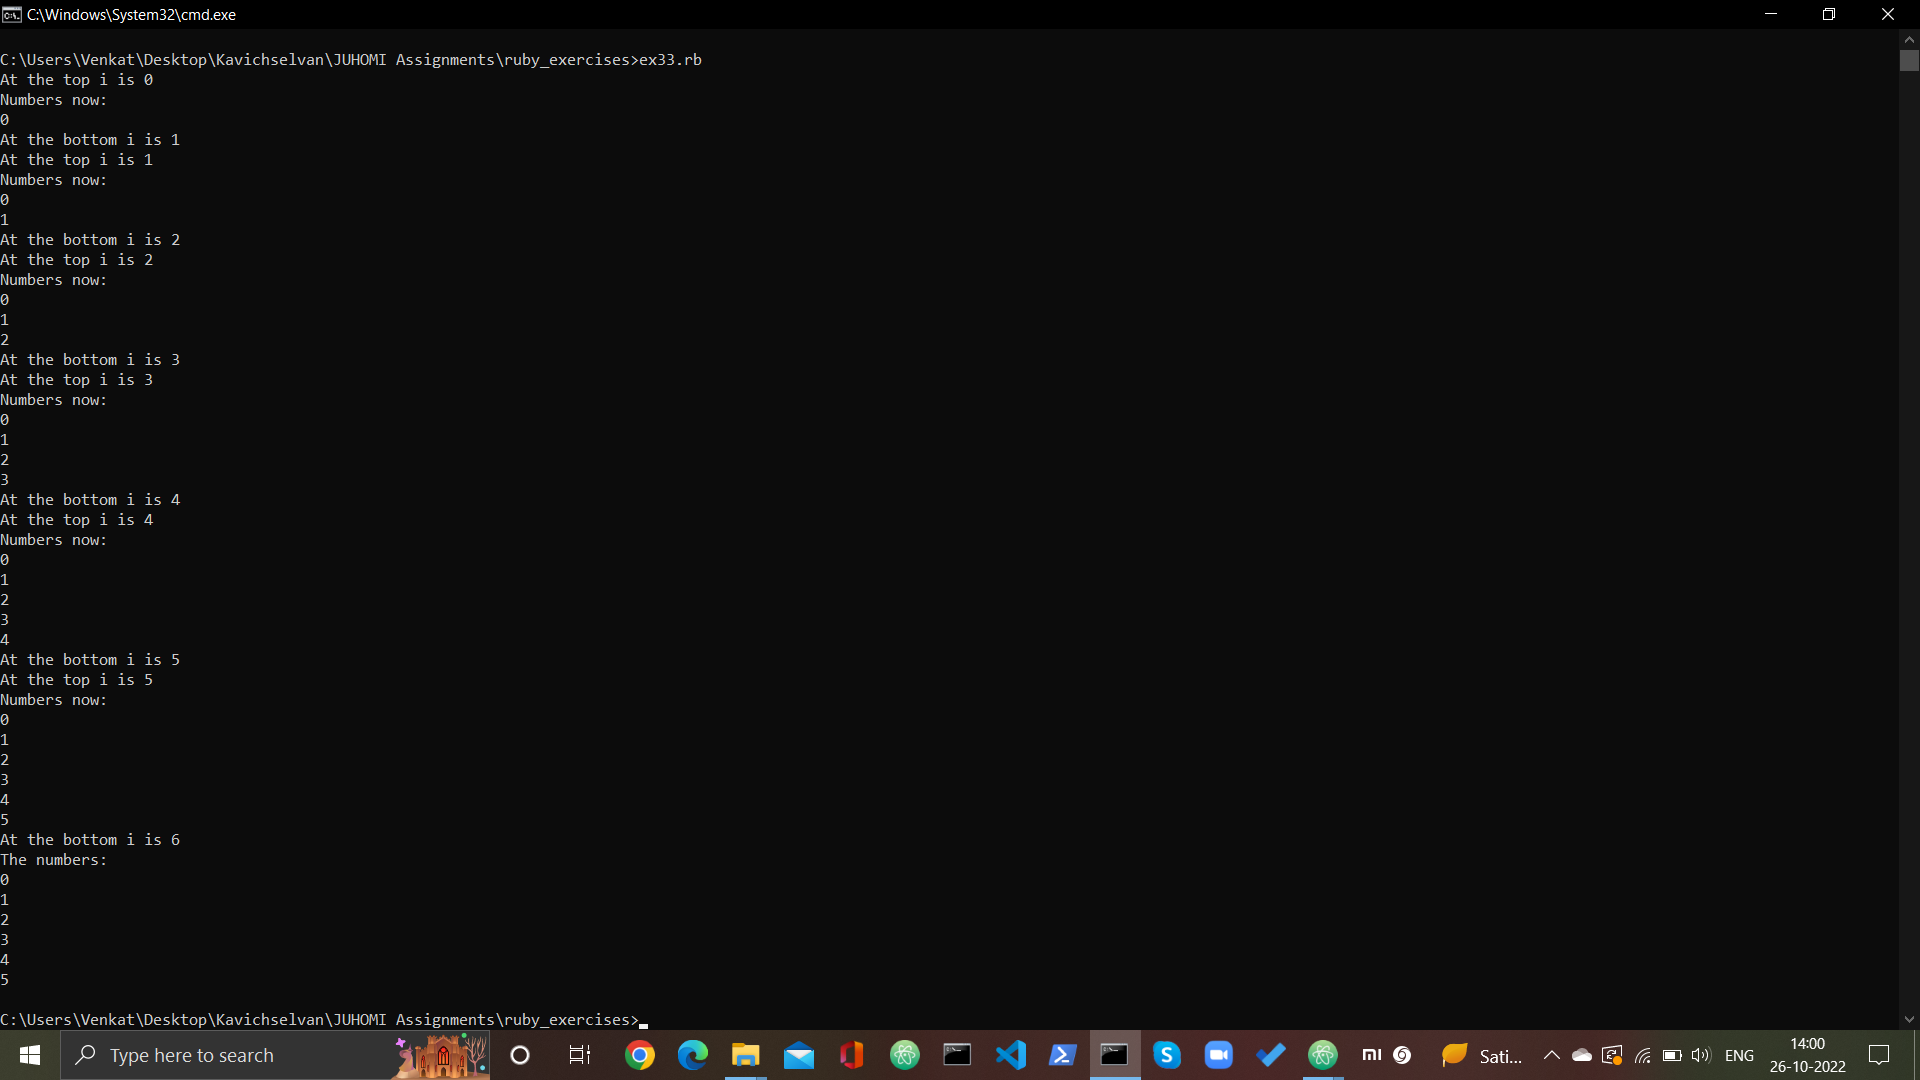 C:\Windows\System32\cmd.exe
C:\Users\Venkat\Desktop\Kavichselvan\JUHOMI Assignments\ruby_exercises>ex33.rb
At the top i is 0
Numbers now:
0
At the bottom i is 1
At the top i is 1
Numbers now:
0
1
At the bottom i is 2
At the top i is 2
Numbers now:
0
1
2
At the bottom i is 3
At the top i is 3
Numbers now:
0
1
2
3
At the bottom i is 4
At the top i is 4
Numbers now:
0
1
2
3
4
At the bottom i is 5
At the top i is 5
Numbers now:
0
1
2
3
4
5
At the bottom i is 6
The numbers:
0
1
2
3
4
5
C:\Users\Venkat\Desktop\Kavichselvan\JUHOMI Assignments\ruby_exercises>
Type here to search
Sati...
ENG
14:00
26-10-2022